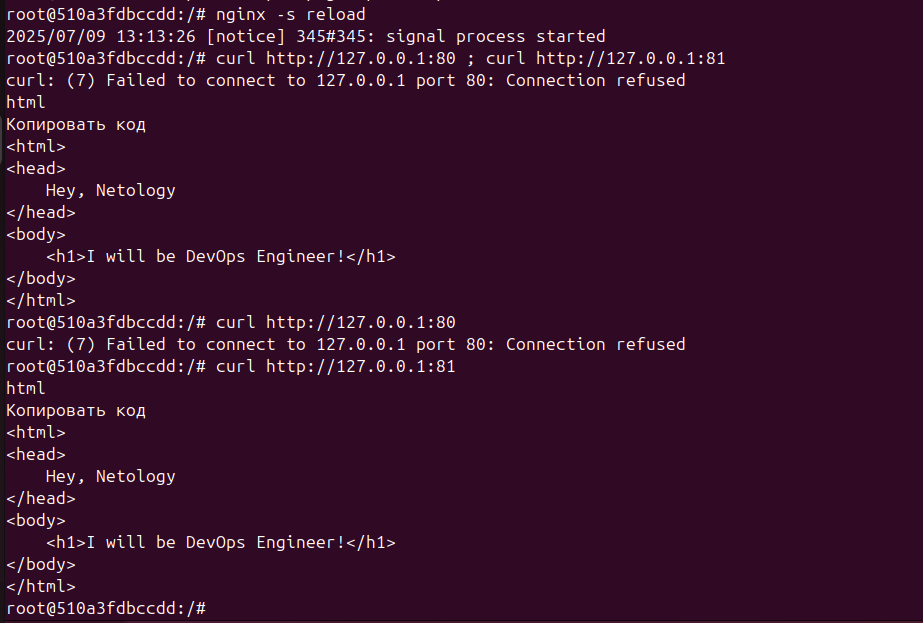 root@510a3fdbccdd:/# nginx -s reload
2025/07/09 13:13:26 [notice] 345#345: signal process started
root@510a3fdbccdd:/# curl http://127.0.0.1:80 ; curl http://127.0.0.1:81
curl: (7) Failed to connect to 127.0.0.1 port 80: Connection refused
html
Копировать код
<html>
<head>
    Hey, Netology
</head>
<body>
    <h1>I will be DevOps Engineer!</h1>
</body>
</html>
root@510a3fdbccdd:/# curl http://127.0.0.1:80
curl: (7) Failed to connect to 127.0.0.1 port 80: Connection refused
root@510a3fdbccdd:/# curl http://127.0.0.1:81
html
Копировать код
<html>
<head>
    Hey, Netology
</head>
<body>
    <h1>I will be DevOps Engineer!</h1>
</body>
</html>
root@510a3fdbccdd:/#